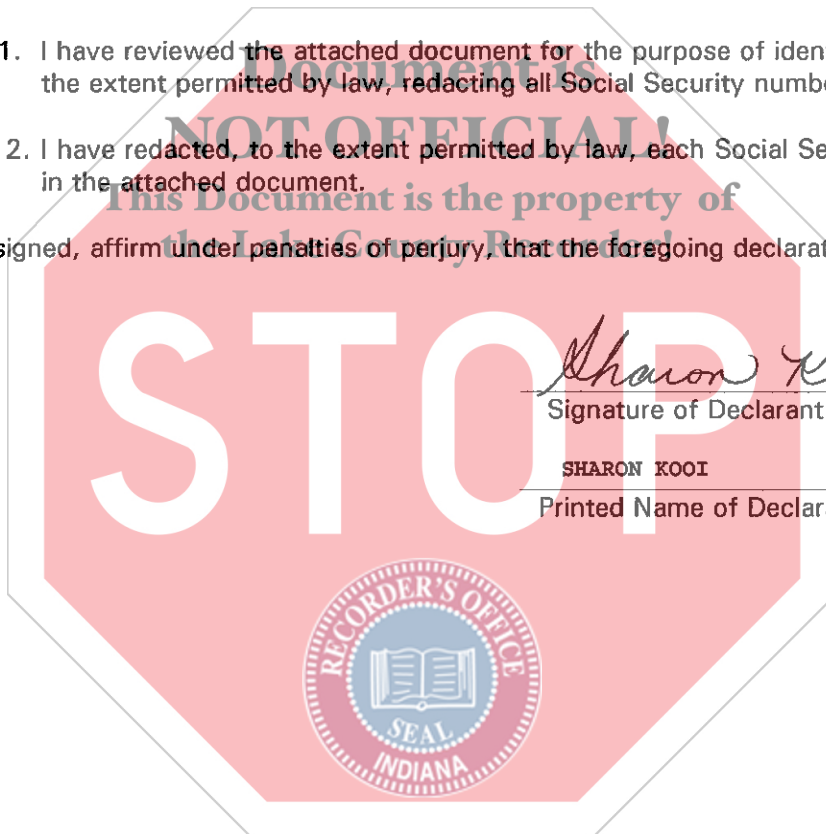 1. I have reviewed the attached document for the purpose of iden
the extent permitted by law, redacting all Social Security numbe
Document is
NOT OFFICIAL!
2. I have redacted, to the extent permitted by law, each Social Se
in the attached document.
This Document is the property of
the Lake County Recorder!
signed, affirm under penalties of perjury, that the foregoing declarat
STOP
Sharon K
Signature of Declarant
SHARON KOOI
Printed Name of Declar
RECORDER'S OFFICE
SEAL
INDIANA